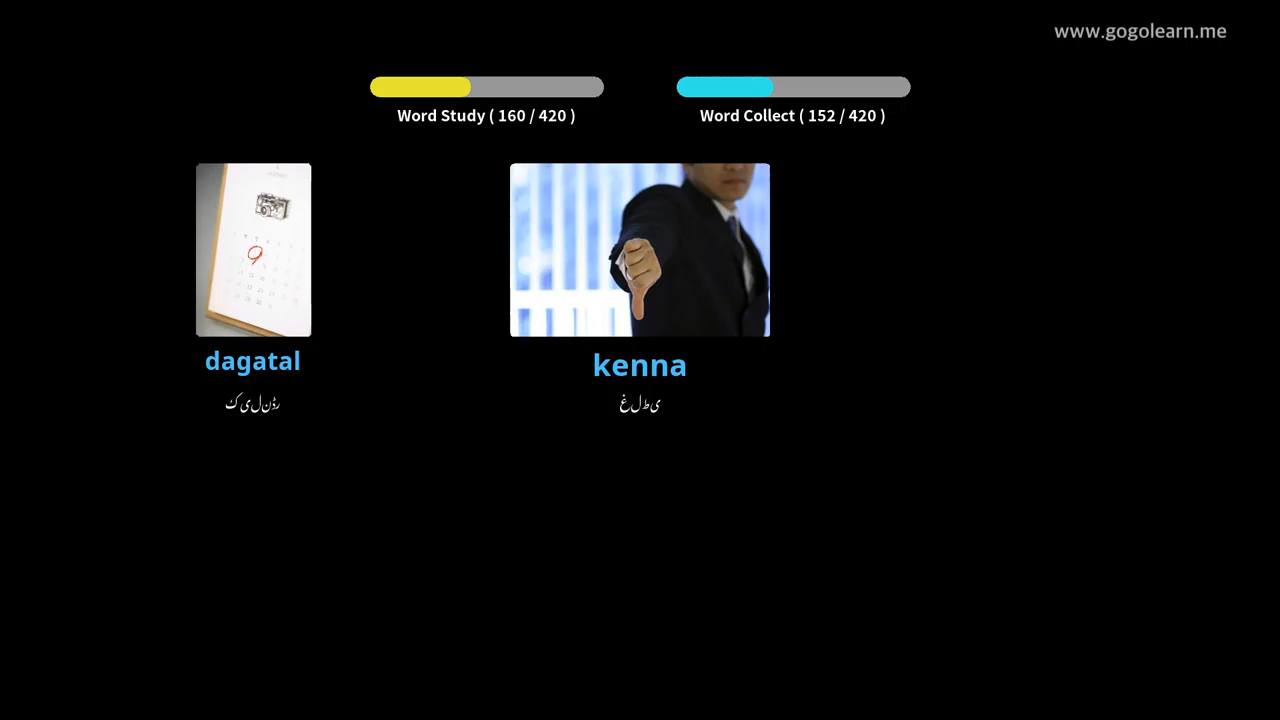 www.gogolearn.me
Word Study ( 160 / 420 )
Word Collect ( 152 / 420 )
dagatal
کیلنڈر
kenna
غلطی